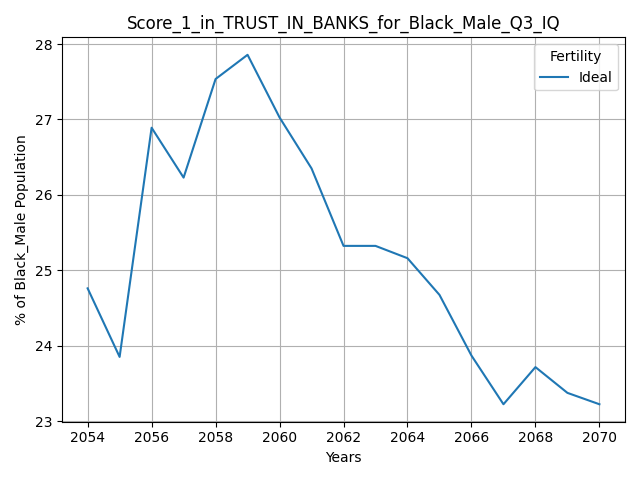 Score_1_in_TRUST_IN_BANKS_for_Black_Male_Q3_IQ
Fertility
Ideal
28
27
26
25
24
23
% of Black_Male Population
2054 2056 2058 2060 2062 2064 2066 2068 2070
Years